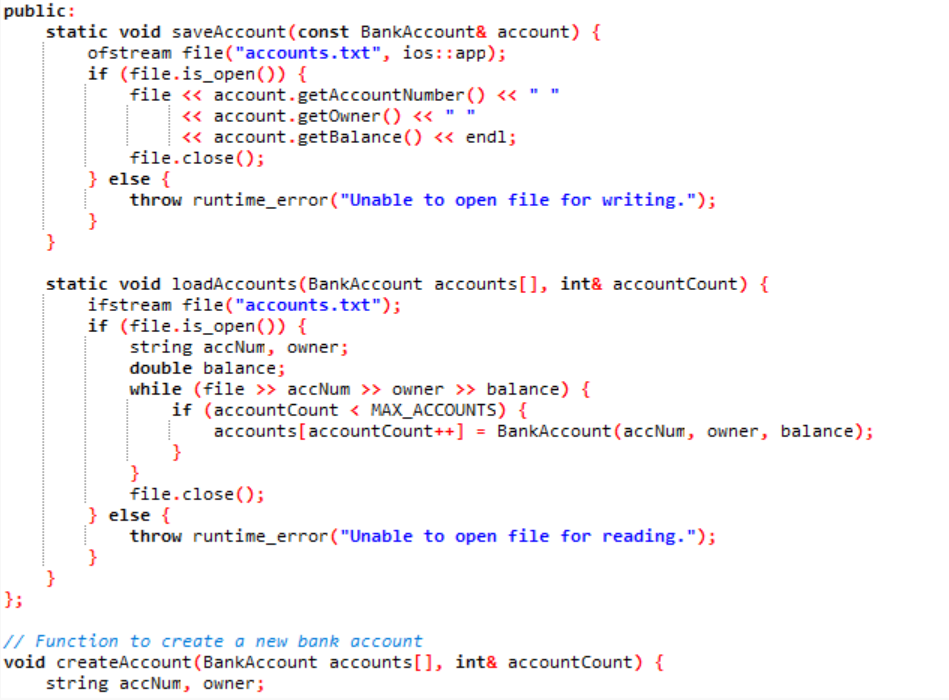 public:
    static void saveAccount(const BankAccount& account) {
        ofstream file("accounts.txt", ios::app);
        if (file.is_open()) {
            file << account.getAccountNumber() << " "
                 << account.getOwner() << " "
                 << account.getBalance() << endl;
            file.close();
        } else {
            throw runtime_error("Unable to open file for writing.");
        }
    }

    static void loadAccounts(BankAccount accounts[], int& accountCount) {
        ifstream file("accounts.txt");
        if (file.is_open()) {
            string accNum, owner;
            double balance;
            while (file >> accNum >> owner >> balance) {
                if (accountCount < MAX_ACCOUNTS) {
                    accounts[accountCount++] = BankAccount(accNum, owner, balance);
                }
            }
            file.close();
        } else {
            throw runtime_error("Unable to open file for reading.");
        }
    }
};

// Function to create a new bank account
void createAccount(BankAccount accounts[], int& accountCount) {
    string accNum, owner;